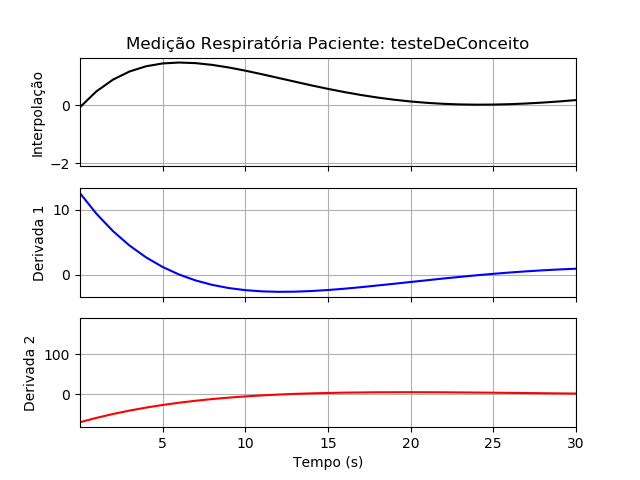 Medição Respiratória Paciente: testeDeConceito
Interpolação
0
−2
Derivada 1
10
0
Derivada 2
100
0
5 10 15 20 25 30
Tempo (s)